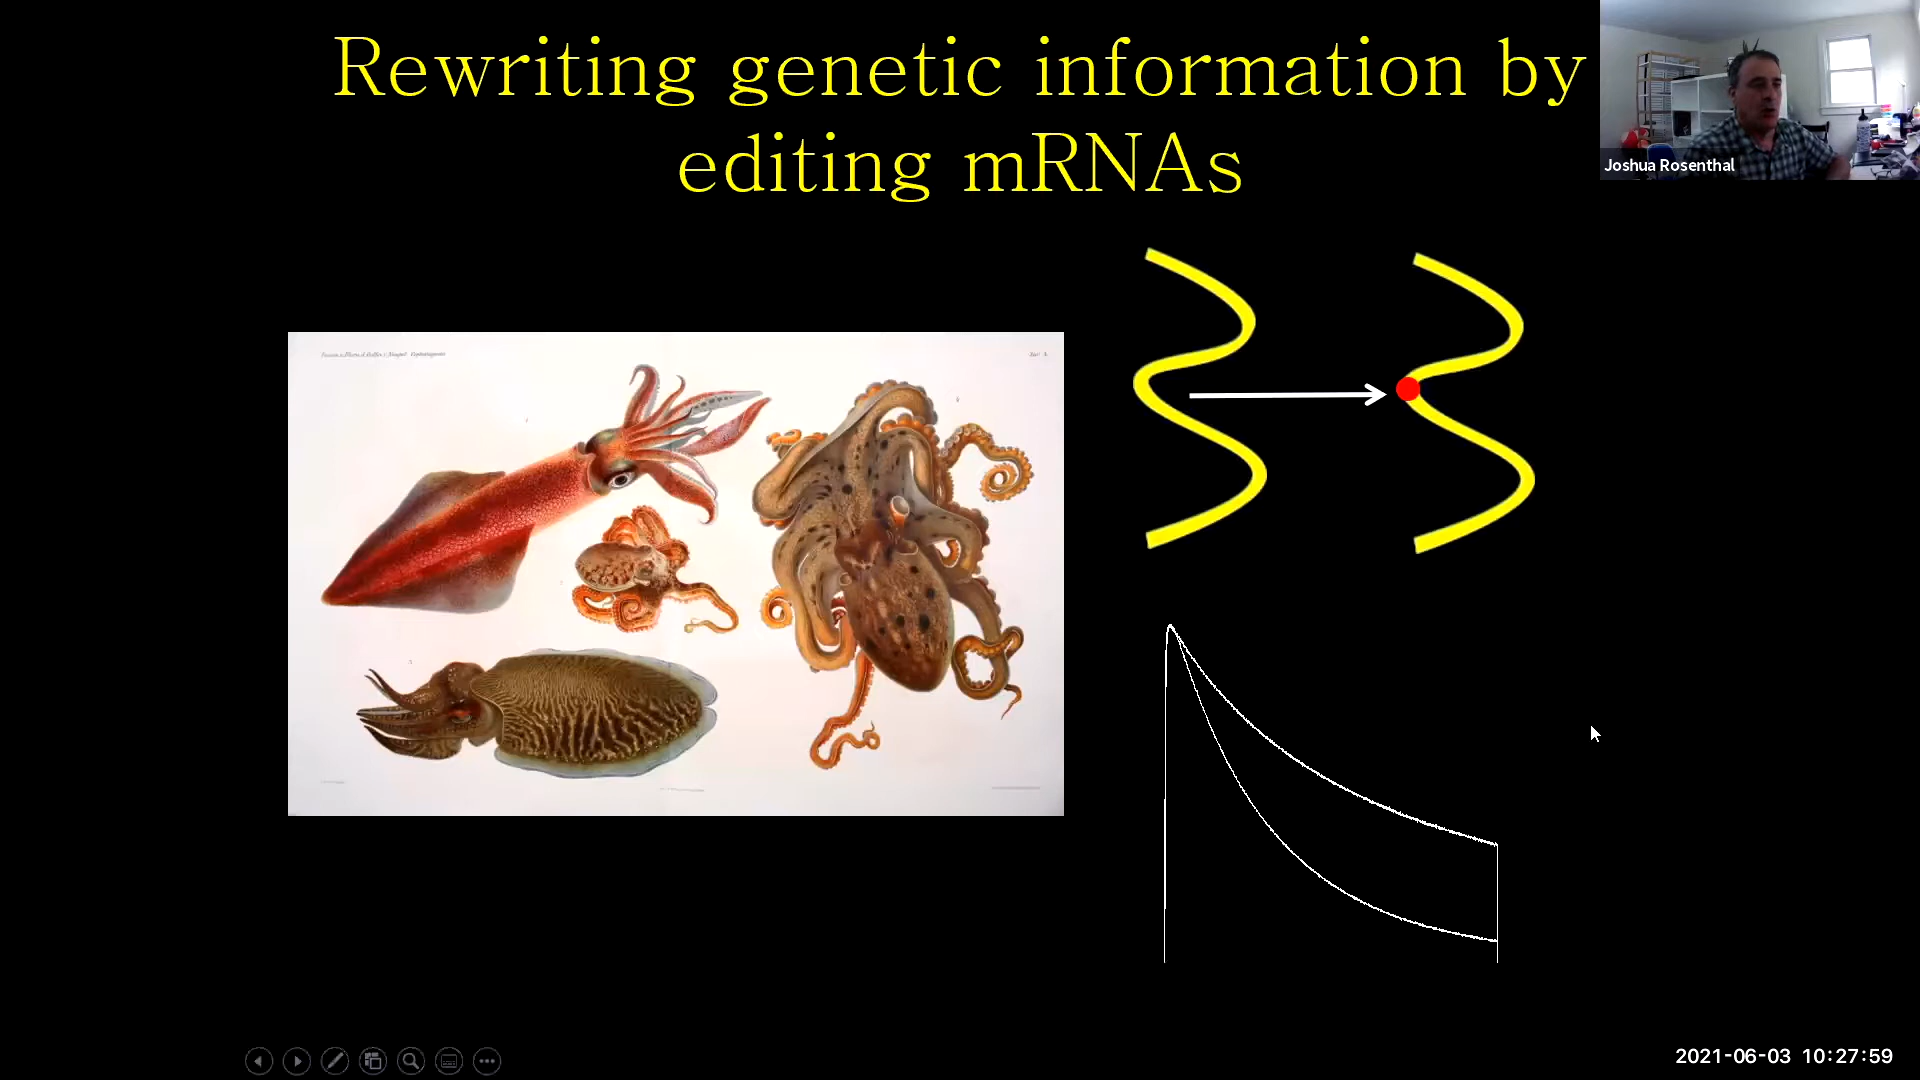 Rewriting genetic information by
editing mRNAs
Joshua Rosenthal
2021-06-03 10:27:59